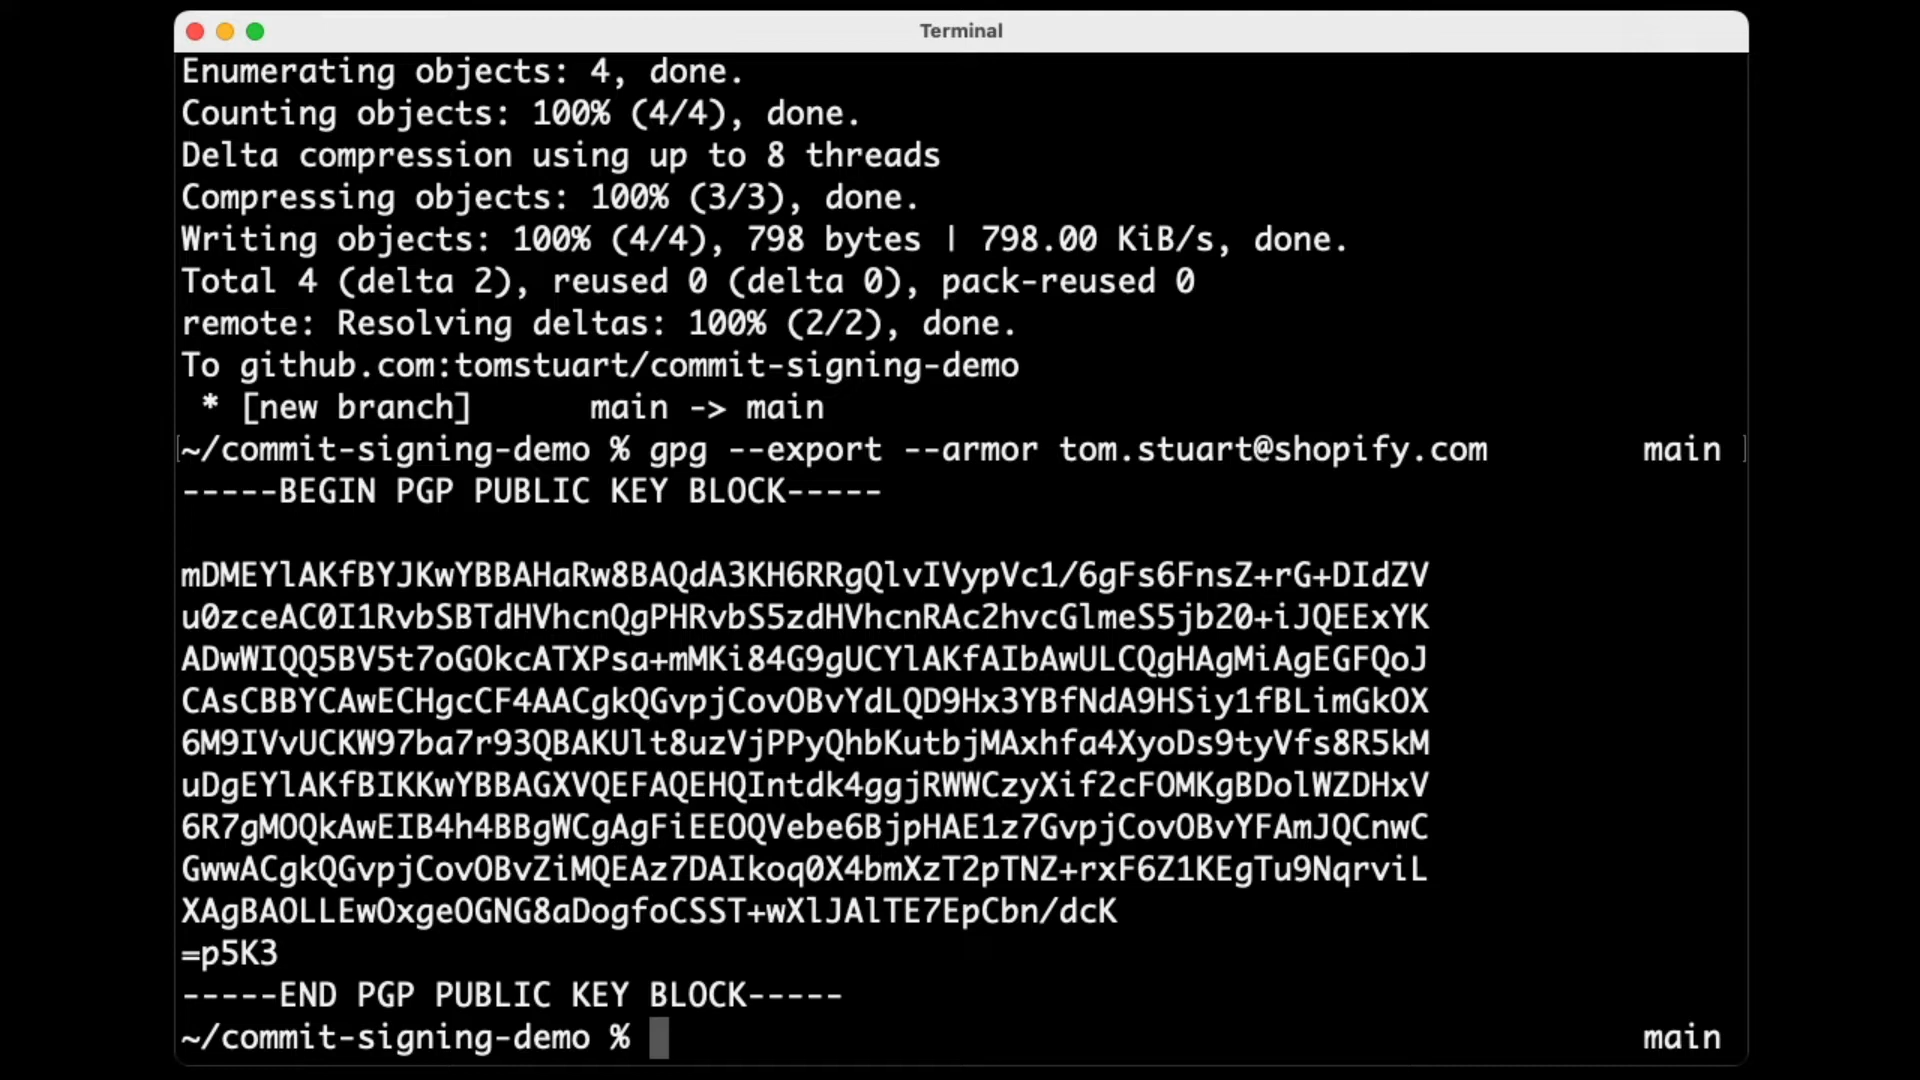 Terminal
Enumerating objects: 4, done.
Counting objects: 100% (4/4), done.
Delta compression using up to 8 threads
Compressing objects: 100% (3/3), done.
Writing objects: 100% (4/4), 798 bytes | 798.00 KiB/s, done.
Total 4 (delta 2), reused 0 (delta 0), pack-reused 0
remote: Resolving deltas: 100% (2/2), done.
To github.com:tomstuart/commit-signing-demo
 * [new branch]      main -> main
[~/commit-signing-demo % gpg --export --armor tom.stuart@shopify.com        main ]
-----BEGIN PGP PUBLIC KEY BLOCK-----

mDMEYlAKfBYJKwYBBAHaRw8BAQdA3KH6RRgQlvIVypVc1/6gFs6FnsZ+rG+DIdZV
u0zceAC0I1RvbSBTdHVhcnQgPHRvbS5zdHVhcnRAc2hvcGlmeS5jb20+iJQEExYK
ADwWIQQ5BV5t7oGOkcATXPsa+mMKi84G9gUCYlAKfAIbAwULCQgHAgMiAgEGFQoJ
CAsCBBYCAwECHgcCF4AACgkQGvpjCovOBvYdLQD9Hx3YBfNdA9HSiy1fBLimGkOX
6M9IVvUCKW97ba7r93QBAKUlt8uzVjPPyQhbKutbjMAxhfa4XyoDs9tyVfs8R5kM
uDgEYlAKfBIKKwYBBAGXVQEFAQEHQIntdk4ggjRWWCzyXif2cFOMKgBDolWZDHxV
6R7gMOQkAwEIB4h4BBgWCgAgFiEEOQVebe6BjpHAE1z7GvpjCovOBvYFAmJQCnwC
GwwACgkQGvpjCovOBvZiMQEAz7DAIkoq0X4bmXzT2pTNZ+rxF6Z1KEgTu9NqrviL
XAgBAOLLEwOxgeOGNG8aDogfoCSST+wXlJAlTE7EpCbn/dcK
=p5K3
-----END PGP PUBLIC KEY BLOCK-----
~/commit-signing-demo %        main